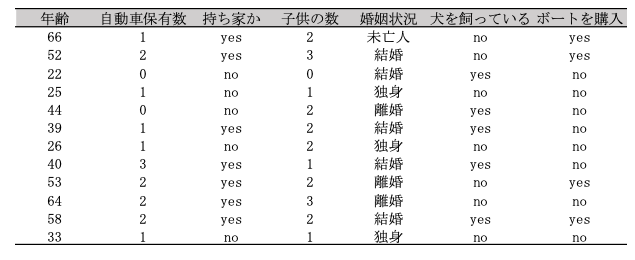 年齢 自動車保有数 持ち家か 子供の数 婚姻状況 犬を飼っている ボートを購入
66 1 yes 2 未亡人 no yes
52 2 yes 3 結婚 no yes
22 0 no 0 結婚 yes no
25 1 no 1 独身 no no
44 0 no 2 離婚 yes no
39 1 yes 2 結婚 yes no
26 1 no 2 独身 no no
40 3 yes 1 結婚 yes no
53 2 yes 2 離婚 no yes
64 2 yes 3 離婚 no no
58 2 yes 2 結婚 yes yes
33 1 no 1 独身 no no